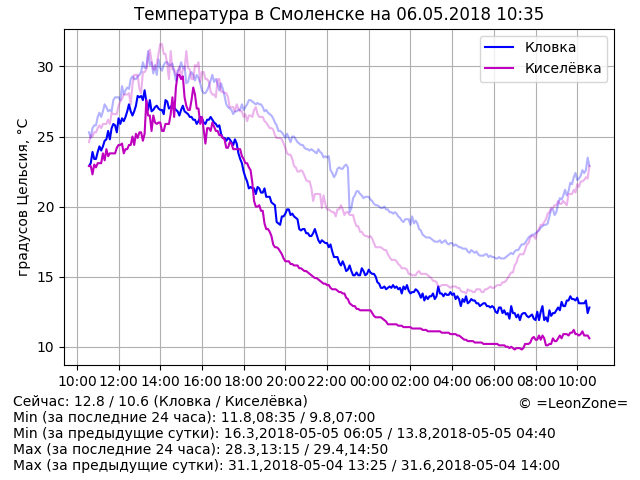 Температура в Смоленске на 06.05.2018 10:35
Кловка
Киселёвка
градусов Цельсия, °C
30
25
20
15
10
10:00 12:00 14:00 16:00 18:00 20:00 22:00 00:00 02:00 04:00 06:00 08:00 10:00
Сейчас: 12.8 / 10.6 (Кловка / Киселёвка)
© =LeonZone=
Min (за последние 24 часа): 11.8,08:35 / 9.8,07:00
Min (за предыдущие сутки): 16.3,2018-05-05 06:05 / 13.8,2018-05-05 04:40
Max (за последние 24 часа): 28.3,13:15 / 29.4,14:50
Max (за предыдущие сутки): 31.1,2018-05-04 13:25 / 31.6,2018-05-04 14:00